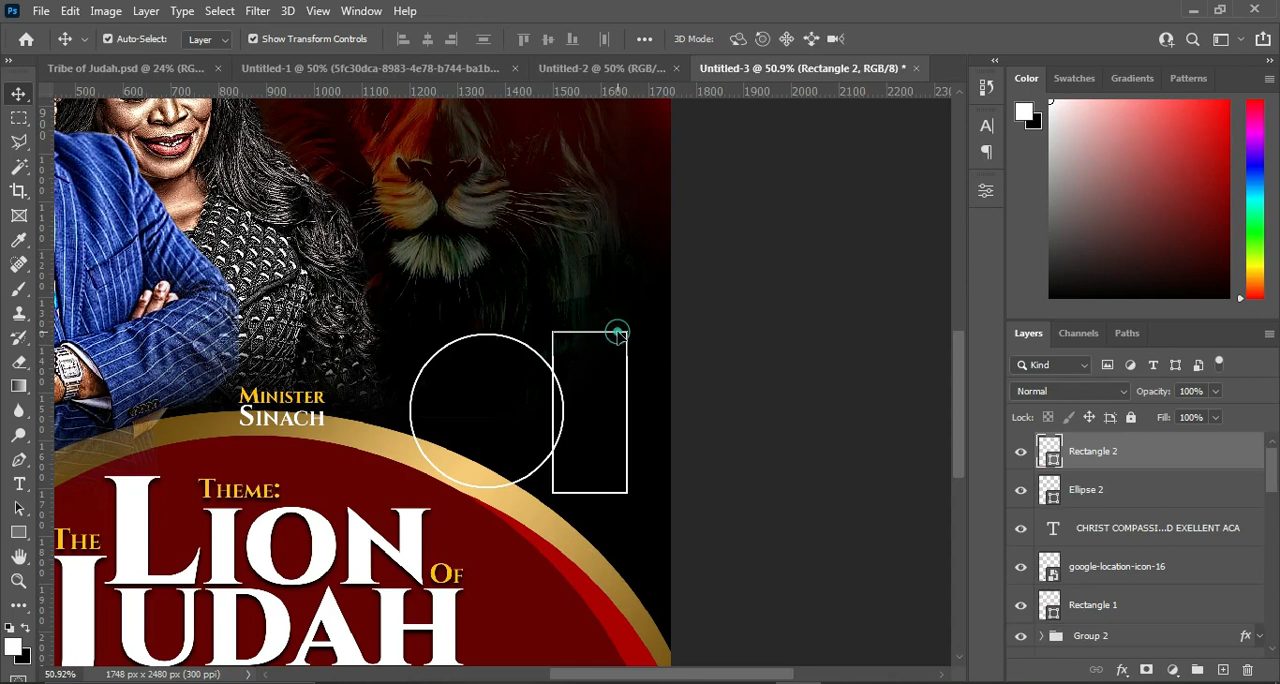 Ps File Edit Image Layer Type Select Filter 3D View Window Help
Auto-Select: Layer Show Transform Controls ••• 3D Mode:
Tribe of Judah.psd @ 24% (RG... × Untitled-1 @ 50% (5fc30dca-8983-4e78-b744-ba1b... × Untitled-2 @ 50% (RGB/... × Untitled-3 @ 50.9% (Rectangle 2, RGB/8) * ×
500 600 700 800 900 1000 1100 1200 1300 1400 1500 1600 1700 1800 1900 2000 2100 2200
Color Swatches Gradients Patterns
Minister
Sinach
Theme:
The Lion Of
Judah
Layers Channels Paths
Kind
Normal Opacity: 100%
Lock: Fill: 100%
Rectangle 2
Ellipse 2
CHRIST COMPASSI...D EXELLENT ACA
google-location-icon-16
Rectangle 1
Group 2 fx
50.92% 1748 px x 2480 px (300 ppi)